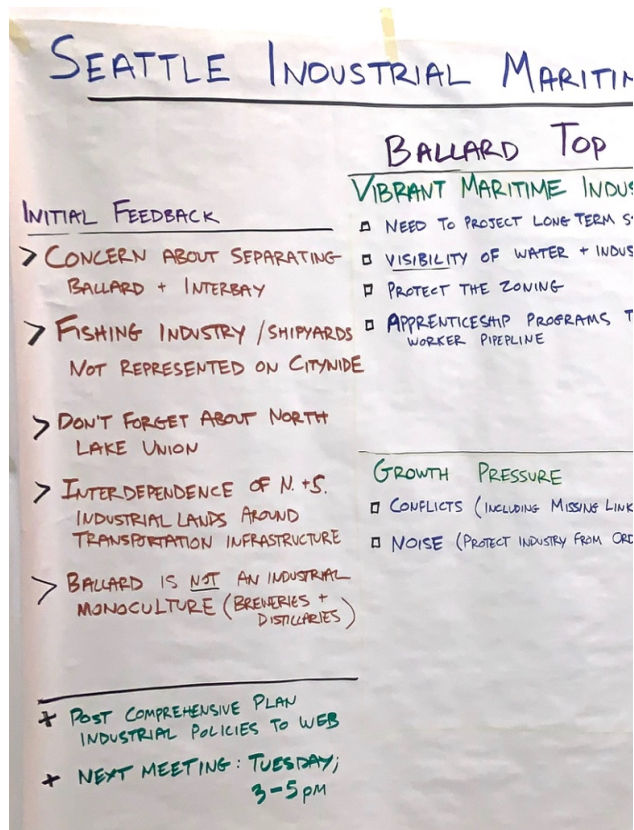 SEATTLE INDUSTRIAL MARITIM
INITIAL FEEDBACK
> CONCERN ABOUT SEPARATING
BALLARD + INTERBAY
> FISHING INDUSTRY / SHIPYARDS
NOT REPRESENTED ON CITYWIDE
> DON'T FORGET ABOUT NORTH
LAKE UNION
> INTERDEPENDENCE OF N. + S.
INDUSTRIAL LANDS AROUND
TRANSPORTATION INFRASTRUCTURE
> BALLARD IS NOT AN INDUSTRIAL
MONOCULTURE (BREWERIES +
DISTILLARIES)
+ POST COMPREHENSIVE PLAN
INDUSTRIAL POLICIES TO WEB
+ NEXT MEETING: TUESDAY;
3-5 PM
BALLARD TOP
VIBRANT MARITIME INDUS
NEED TO PROJECT LONG TERM S
VISIBILITY OF WATER + INDUS
PROTECT THE ZONING
APPRENTICESHIP PROGRAMS T
WORKER PIPEPLINE
GROWTH PRESSURE
CONFLICTS (INCLUDING MISSING LINK
NOISE (PROTECT INDUSTRY FROM ORD